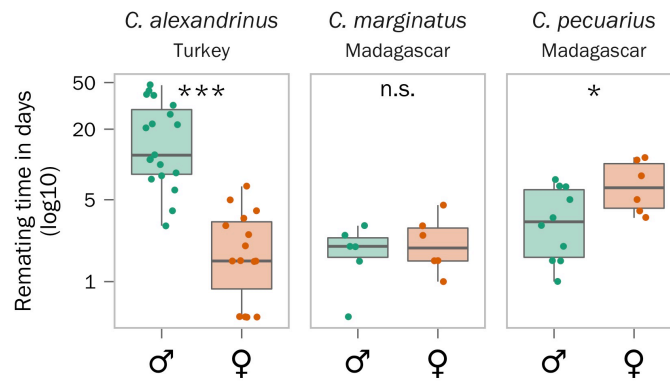 C. alexandrinus
Turkey
C. marginatus
Madagascar
C. pecuarius
Madagascar
Remating time in days
(log10)
50
20
5
1
***
n.s.
*
♂ ♀ ♂ ♀ ♂ ♀